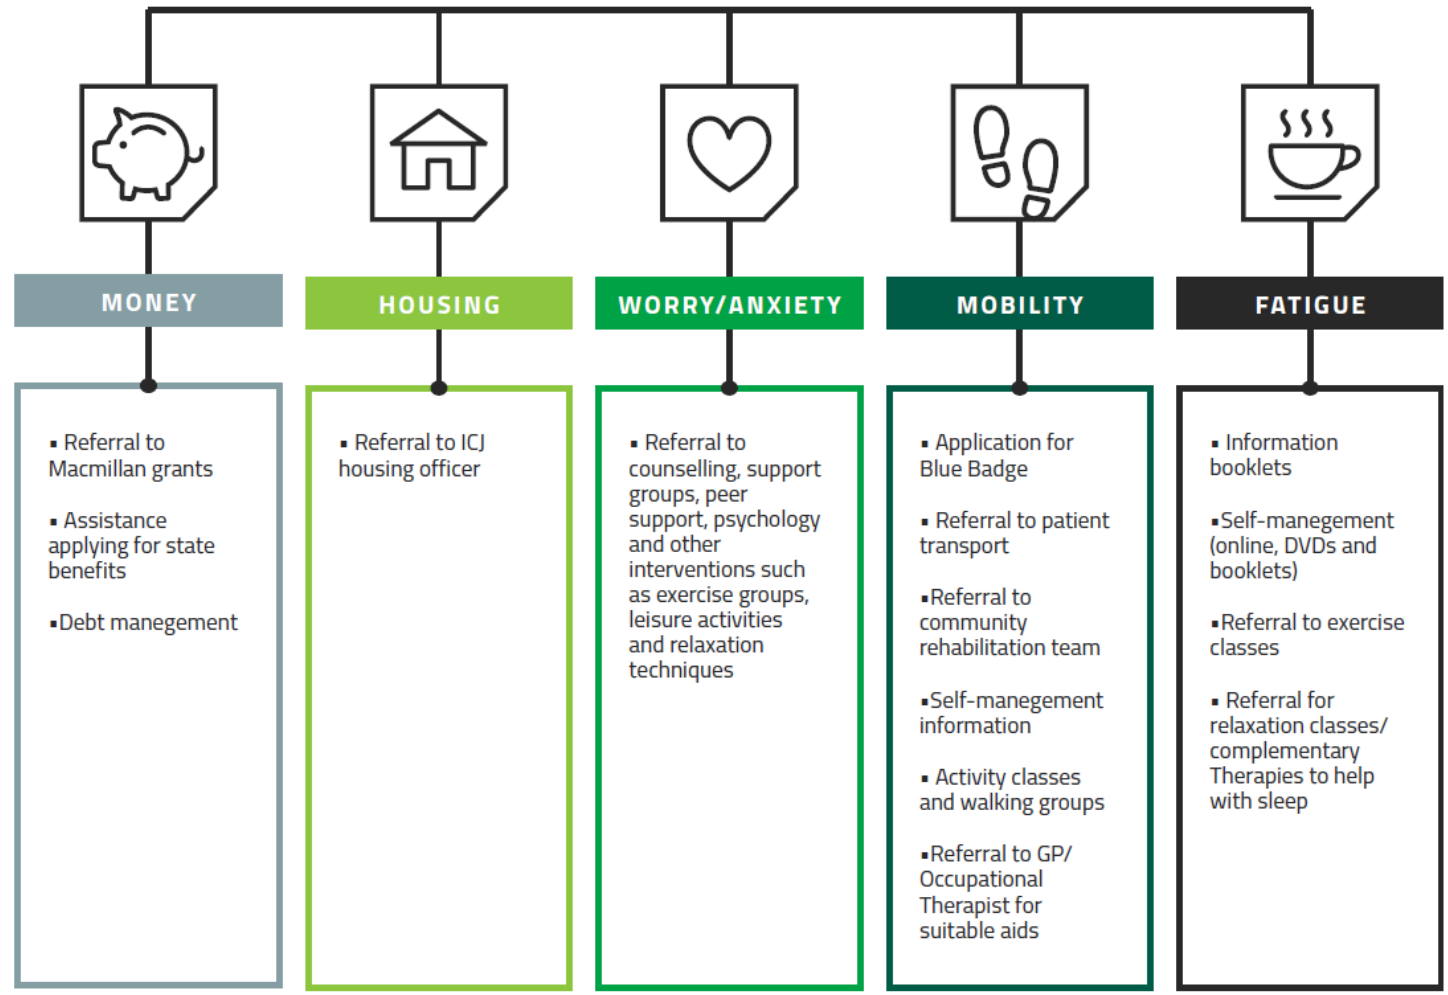 MONEY
▪ Referral to
Macmillan grants
▪ Assistance
applying for state
benefits
▪Debt manegement
HOUSING
▪ Referral to ICJ
housing officer
WORRY/ANXIETY
▪ Referral to
counselling, support
groups, peer
support, psychology
and other
interventions such
as exercise groups,
leisure activities
and relaxation
techniques
MOBILITY
▪ Application for
Blue Badge
▪ Referral to patient
transport
▪Referral to
community
rehabilitation team
▪Self-manegement
information
▪ Activity classes
and walking groups
▪Referral to GP/
Occupational
Therapist for
suitable aids
FATIGUE
▪ Information
booklets
▪Self-manegement
(online, DVDs and
booklets)
▪Referral to exercise
classes
▪ Referral for
relaxation classes/
complementary
Therapies to help
with sleep